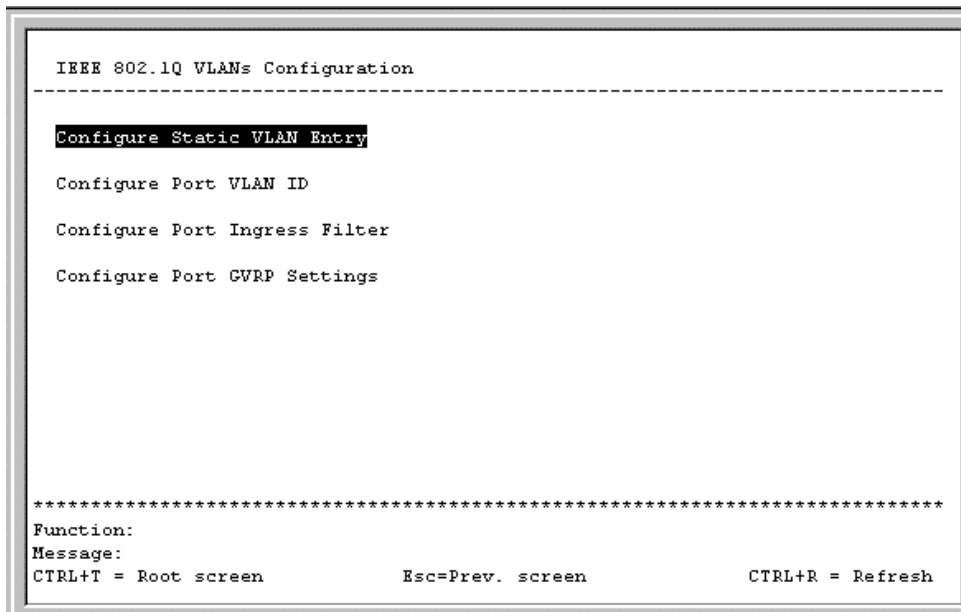 IEEE 802.1Q VLANs Configuration
--------------------------------------------------------------------------------
Configure Static VLAN Entry
Configure Port VLAN ID
Configure Port Ingress Filter
Configure Port GVRP Settings
********************************************************************************
Function:
Message:
CTRL+T = Root screen Esc=Prev. screen CTRL+R = Refresh